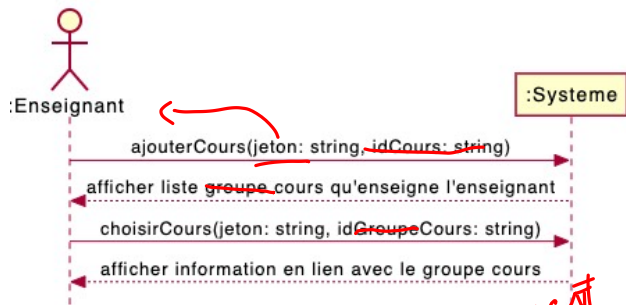 :Enseignant
:Systeme
ajouterCours(jeton: string, idCours: string)
afficher liste groupe cours qu'enseigne l'enseignant
choisirCours(jeton: string, idGroupeCours: string)
afficher information en lien avec le groupe cours